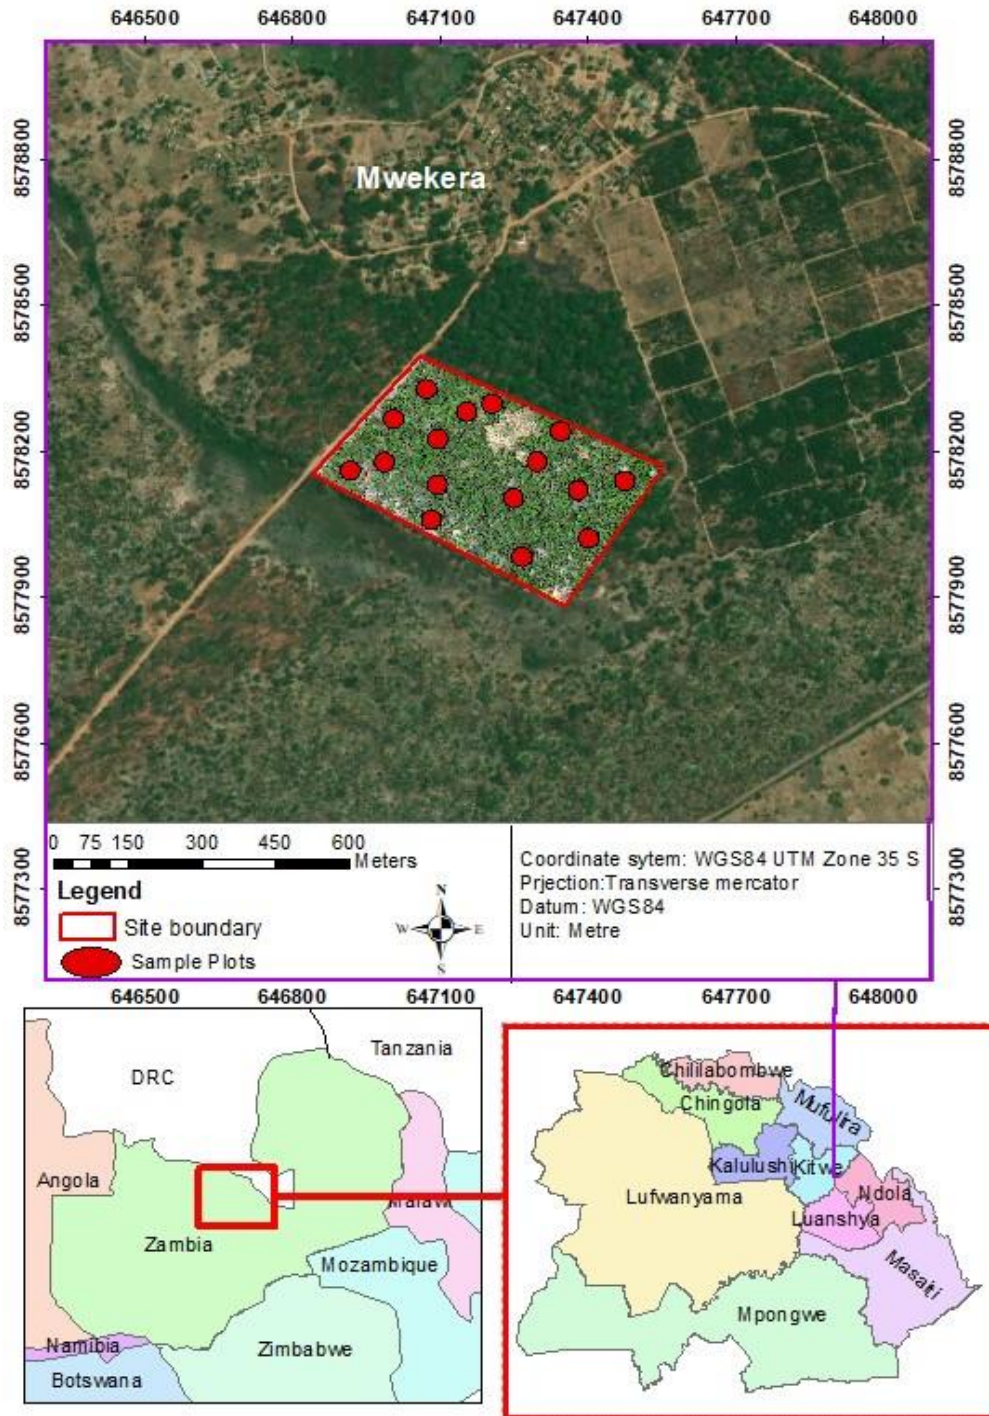 646500 646800 647100 647400 647700 648000
8578800 8578800
Mwekera
8578500 8578500
8578200 8578200
8577900 8577900
8577600 8577600
8577300 8577300
0 75 150 300 450 600
Meters
Legend
Site boundary
Sample Plots
N
W E
S
Coordinate sytem: WGS84 UTM Zone 35 S
Prjection:Transverse mercator
Datum: WGS84
Unit: Metre
646500 646800 647100 647400 647700 648000
DRC
Tanzania
Angola
Malawi
Zambia
Mozambique
Namibia
Zimbabwe
Botswana
Chililabombwe
Chingola
Mufulira
Kalulushi
Kitwe
Lufwanyama
Ndola
Luanshya
Masaiti
Mpongwe